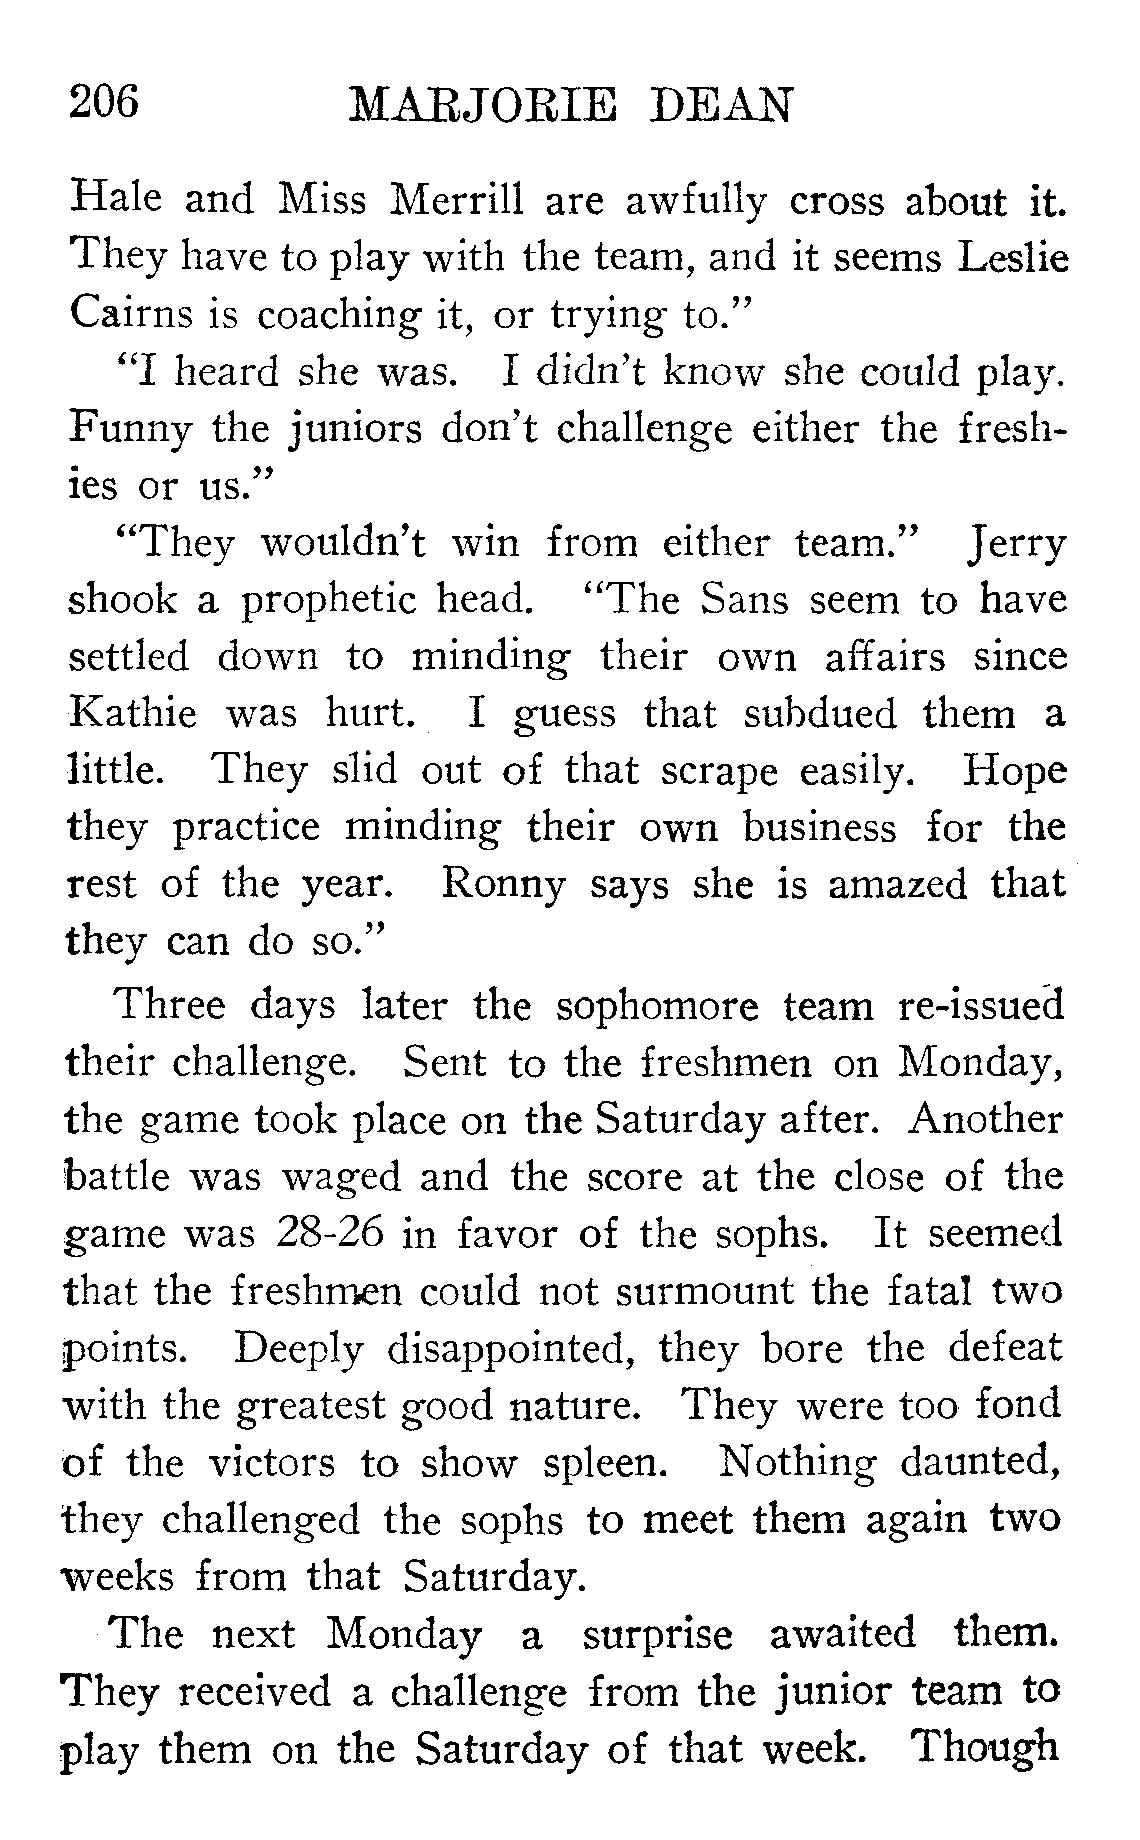 206 MARJORIE DEAN
Hale and Miss Merrill are awfully cross about it.
They have to play with the team, and it seems Leslie
Cairns is coaching it, or trying to.”
“I heard she was. I didn’t know she could play.
Funny the juniors don’t challenge either the fresh-
ies or us.”
“They wouldn’t win from either team.” Jerry
shook a prophetic head. “The Sans seem to have
settled down to minding their own affairs since
Kathie was hurt. I guess that subdued them a
little. They slid out of that scrape easily. Hope
they practice minding their own business for the
rest of the year. Ronny says she is amazed that
they can do so.”
Three days later the sophomore team re-issued
their challenge. Sent to the freshmen on Monday,
the game took place on the Saturday after. Another
battle was waged and the score at the close of the
game was 28-26 in favor of the sophs. It seemed
that the freshmen could not surmount the fatal two
points. Deeply disappointed, they bore the defeat
with the greatest good nature. They were too fond
of the victors to show spleen. Nothing daunted,
they challenged the sophs to meet them again two
weeks from that Saturday.
The next Monday a surprise awaited them.
They received a challenge from the junior team to
play them on the Saturday of that week. Though